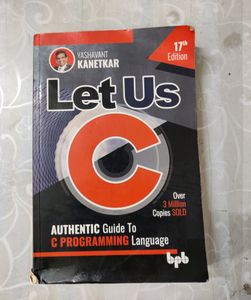 YASHAVANT
KANETKAR
17th
Edition
Let Us
C
Over
3 Million
Copies SOLD
AUTHENTIC Guide To
C PROGRAMMING Language
bpb